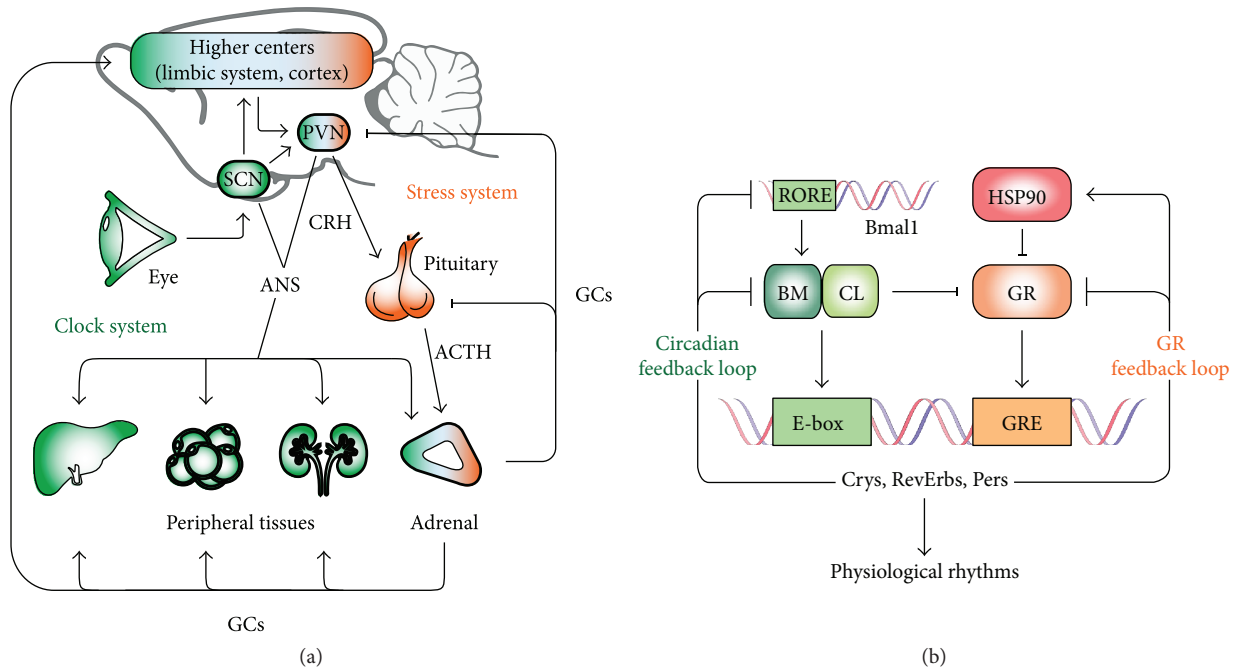 Higher centers
(limbic system, cortex)
PVN
SCN
Stress system
CRH
Eye
Pituitary
ANS
GCs
Clock system
ACTH
Peripheral tissues
Adrenal
GCs
(a)
RORE
Bmal1
HSP90
BM
CL
GR
Circadian
feedback loop
GR
feedback loop
E-box
GRE
Crys, RevErbs, Pers
Physiological rhythms
(b)